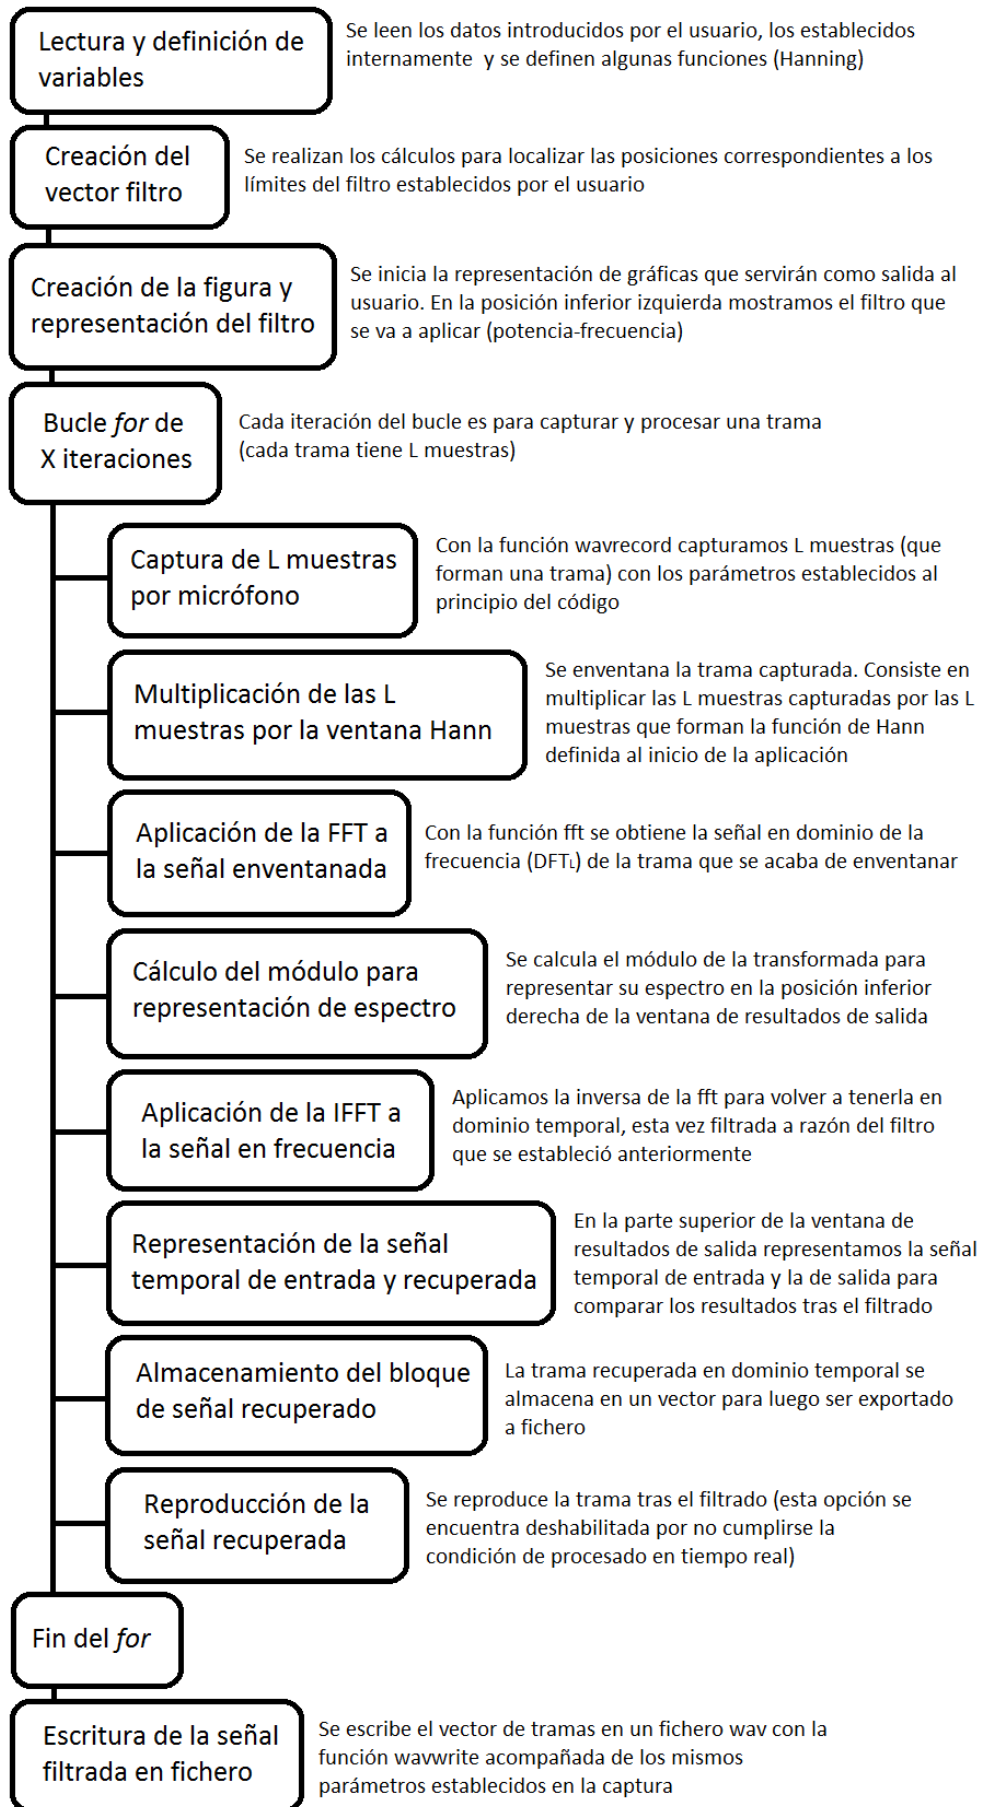 Lectura y definición de
variables
Se leen los datos introducidos por el usuario, los establecidos
internamente y se definen algunas funciones (Hanning)
Creación del
vector filtro
Se realizan los cálculos para localizar las posiciones correspondientes a los
límites del filtro establecidos por el usuario
Creación de la figura y
representación del filtro
Se inicia la representación de gráficas que servirán como salida al
usuario. En la posición inferior izquierda mostramos el filtro que
se va a aplicar (potencia-frecuencia)
Bucle for de
X iteraciones
Cada iteración del bucle es para capturar y procesar una trama
(cada trama tiene L muestras)
Captura de L muestras
por micrófono
Con la función wavrecord capturamos L muestras (que
forman una trama) con los parámetros establecidos al
principio del código
Multiplicación de las L
muestras por la ventana Hann
Se enventana la trama capturada. Consiste en
multiplicar las L muestras capturadas por las L
muestras que forman la función de Hann
definida al inicio de la aplicación
Aplicación de la FFT a
la señal enventanada
Con la función fft se obtiene la señal en dominio de la
frecuencia (DFTL) de la trama que se acaba de enventanar
Cálculo del módulo para
representación de espectro
Se calcula el módulo de la transformada para
representar su espectro en la posición inferior
derecha de la ventana de resultados de salida
Aplicación de la IFFT a
la señal en frecuencia
Aplicamos la inversa de la fft para volver a tenerla en
dominio temporal, esta vez filtrada a razón del filtro
que se estableció anteriormente
Representación de la señal
temporal de entrada y recuperada
En la parte superior de la ventana de
resultados de salida representamos la señal
temporal de entrada y la de salida para
comparar los resultados tras el filtrado
Almacenamiento del bloque
de señal recuperado
La trama recuperada en dominio temporal se
almacena en un vector para luego ser exportado
a fichero
Reproducción de la
señal recuperada
Se reproduce la trama tras el filtrado (esta opción se
encuentra deshabilitada por no cumplirse la
condición de procesado en tiempo real)
Fin del for
Escritura de la señal
filtrada en fichero
Se escribe el vector de tramas en un fichero wav con la
función wavwrite acompañada de los mismos
parámetros establecidos en la captura